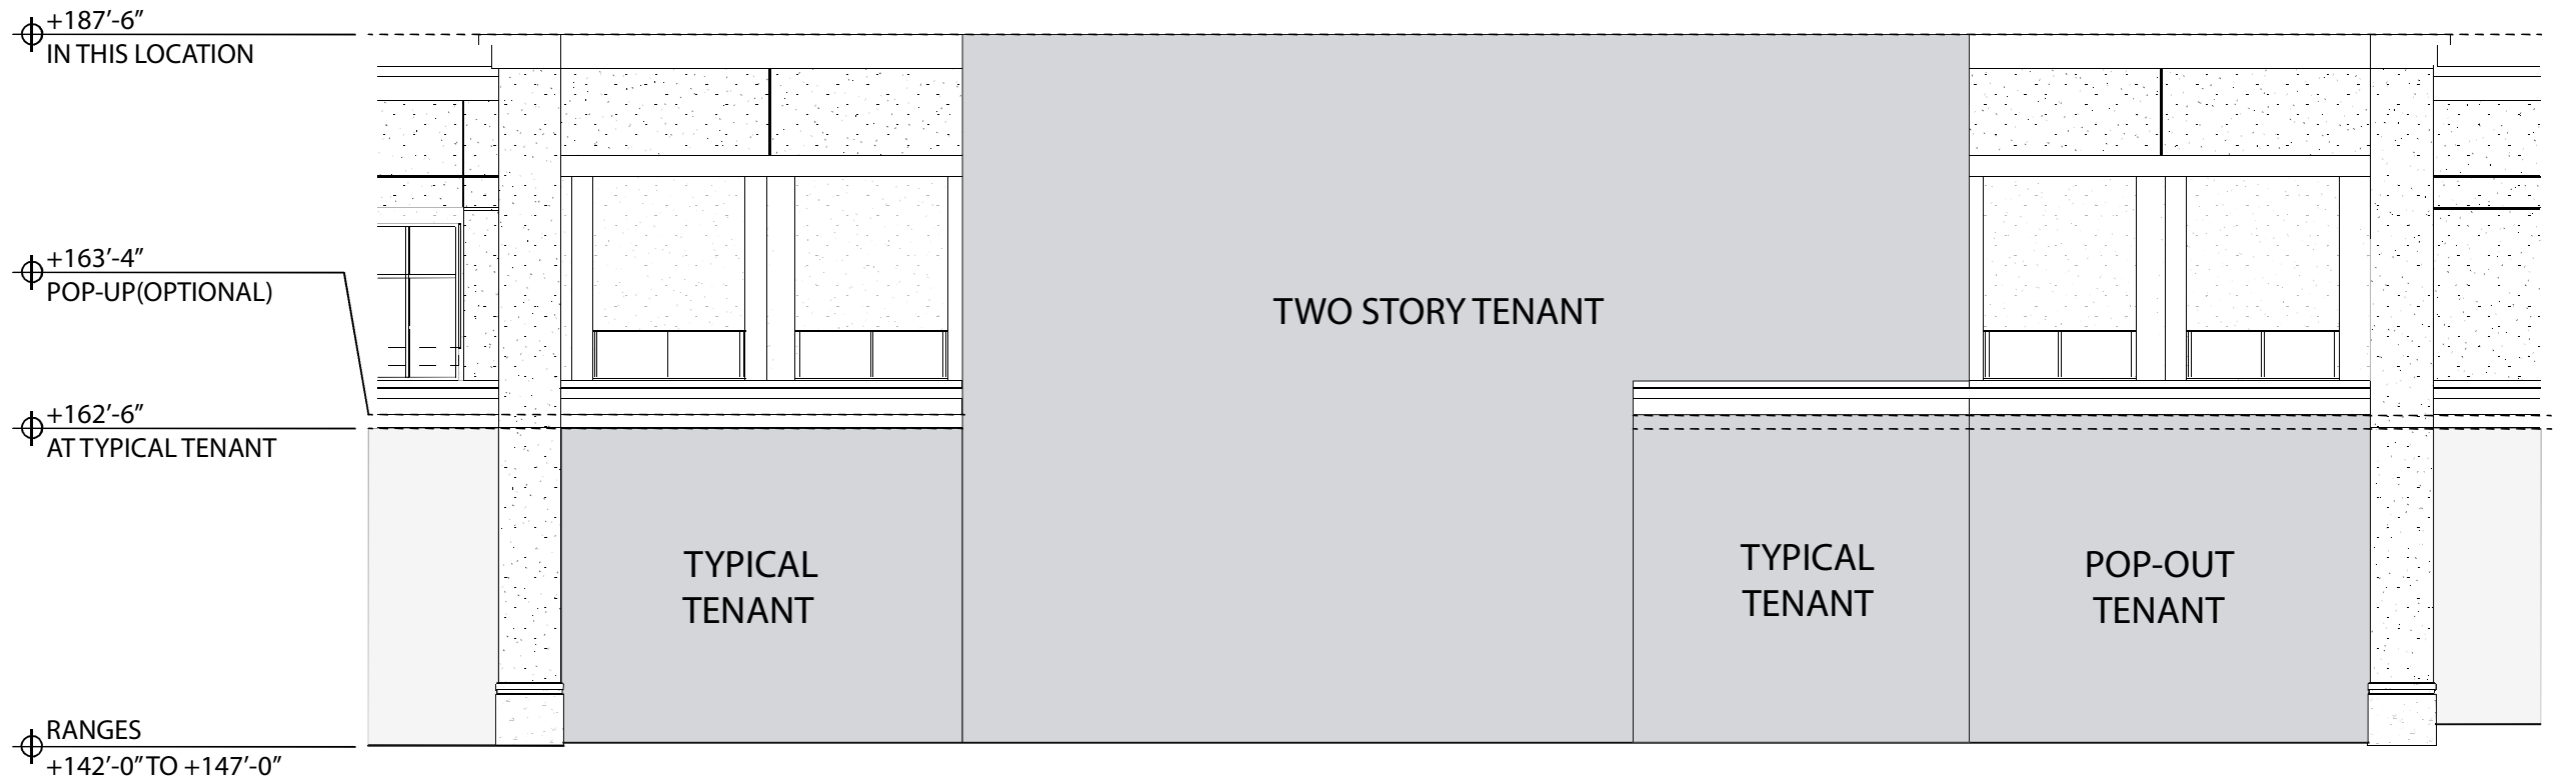 +187’-6”
IN THIS LOCATION
+163’-4”
POP-UP(OPTIONAL)
+162’-6”
AT TYPICAL TENANT
RANGES
+142’-0”TO +147’-0”
TWO STORY TENANT
TYPICAL
TENANT
TYPICAL
TENANT
POP-OUT
TENANT